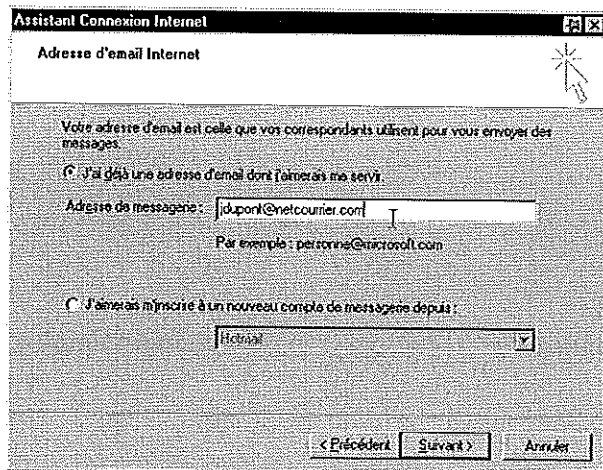 Assistant Connexion Internet
Adresse d'email Internet
Votre adresse d'email est celle que vos correspondants utilisent pour vous envoyer des
messages.
J'ai déjà une adresse d'email dont j'aimerais me servir.
Adresse de messagerie : jdupont@netcourrier.com
Par exemple : personne@microsoft.com
J'aimerais m'inscrire à un nouveau compte de messagerie depuis :
Hotmail
< Précédent Suivant > Annuler